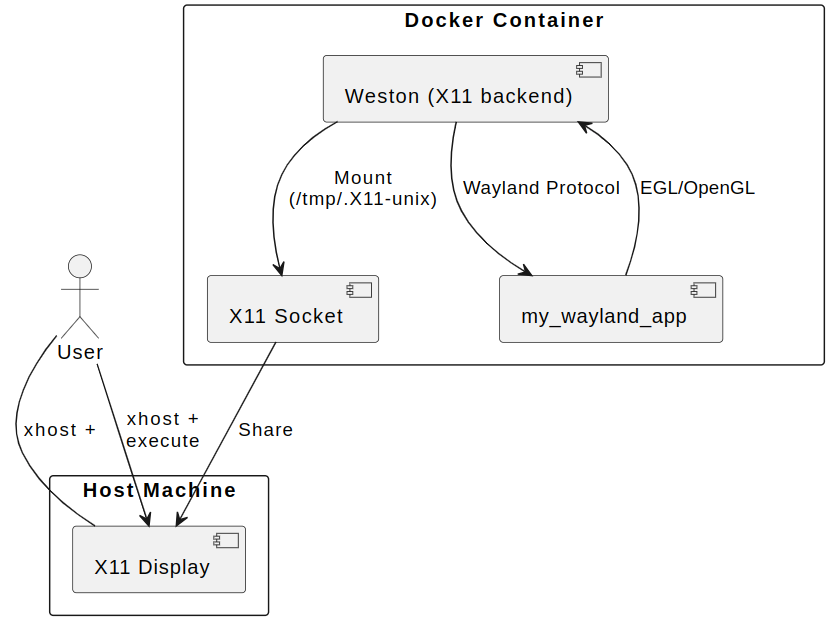 Docker Container
Weston (X11 backend)
Mount
(/tmp/.X11-unix)
Wayland Protocol
EGL/OpenGL
X11 Socket
my_wayland_app
User
xhost +
xhost +
execute
Share
Host Machine
X11 Display